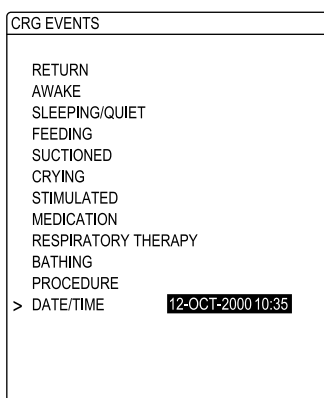 CRG EVENTS
RETURN
AWAKE
SLEEPING/QUIET
FEEDING
SUCTIONED
CRYING
STIMULATED
MEDICATION
RESPIRATORY THERAPY
BATHING
PROCEDURE
> DATE/TIME 12-OCT-2000 10:35